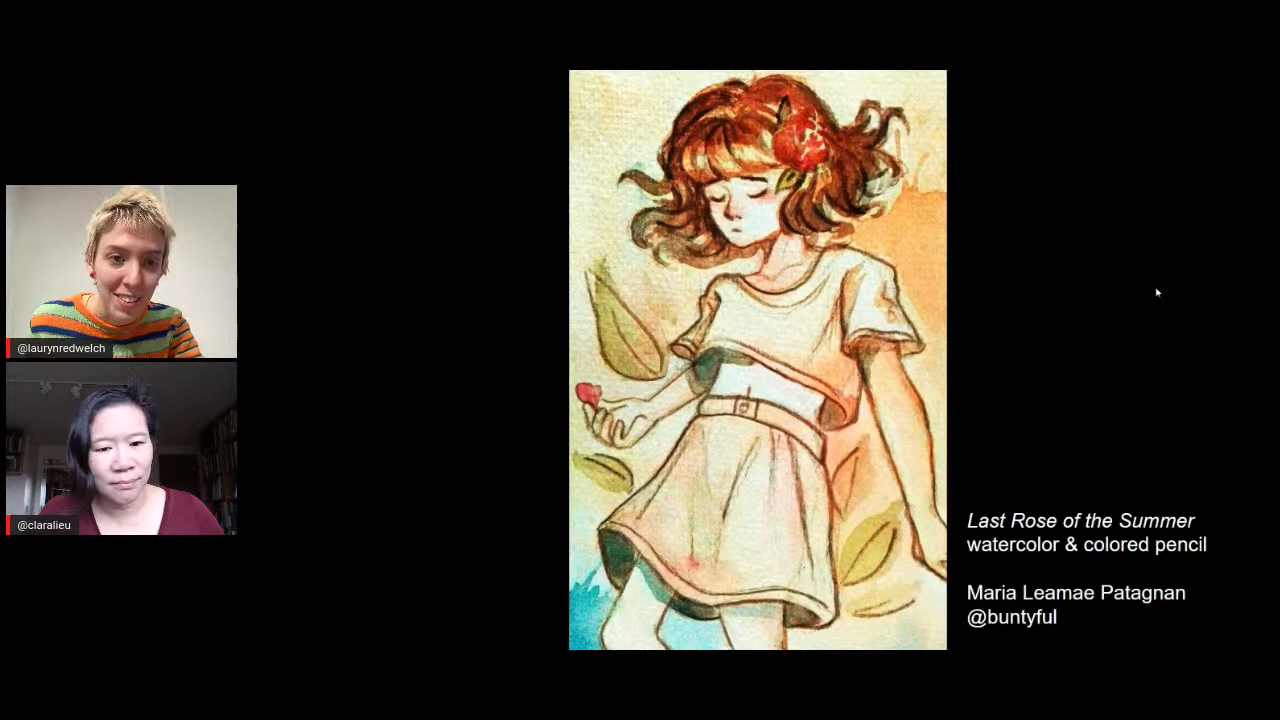 @laurynredwelch
@claralieu
Last Rose of the Summer
watercolor & colored pencil
Maria Leamae Patagnan
@buntyful